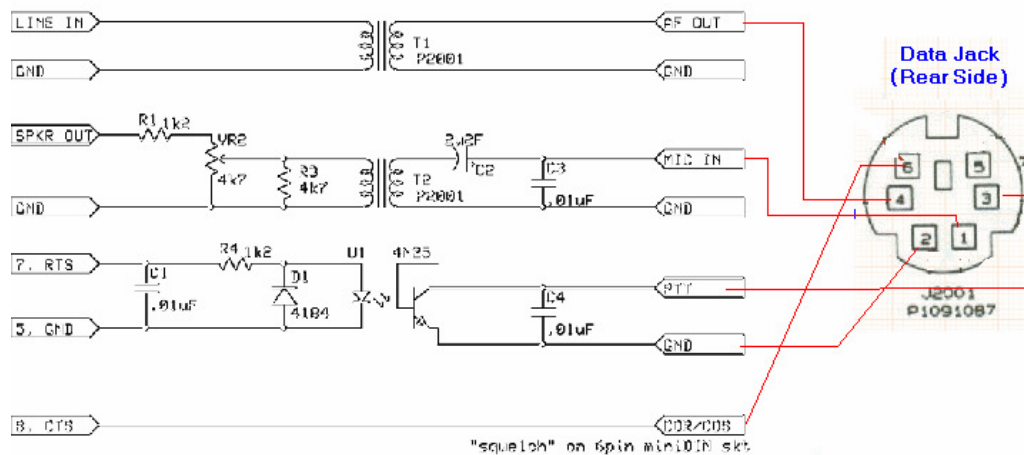 LINE IN
AF OUT
T1
P2001
GND
GND
Data Jack
(Rear Side)
SPKR OUT
R1
1k2
VR2
4k7
R3
4k7
T2
P2001
2u2F
C2
C3
.01uF
MIC IN
GND
GND
6
5
4
3
2
1
7
7. RTS
R4
1k2
C1
.01uF
D1
4184
U1
4N25
C4
.01uF
PTT
J2001
P1091087
5. GND
GND
8. CTS
COR/COS
"squelch" on 6pin miniDIN skt